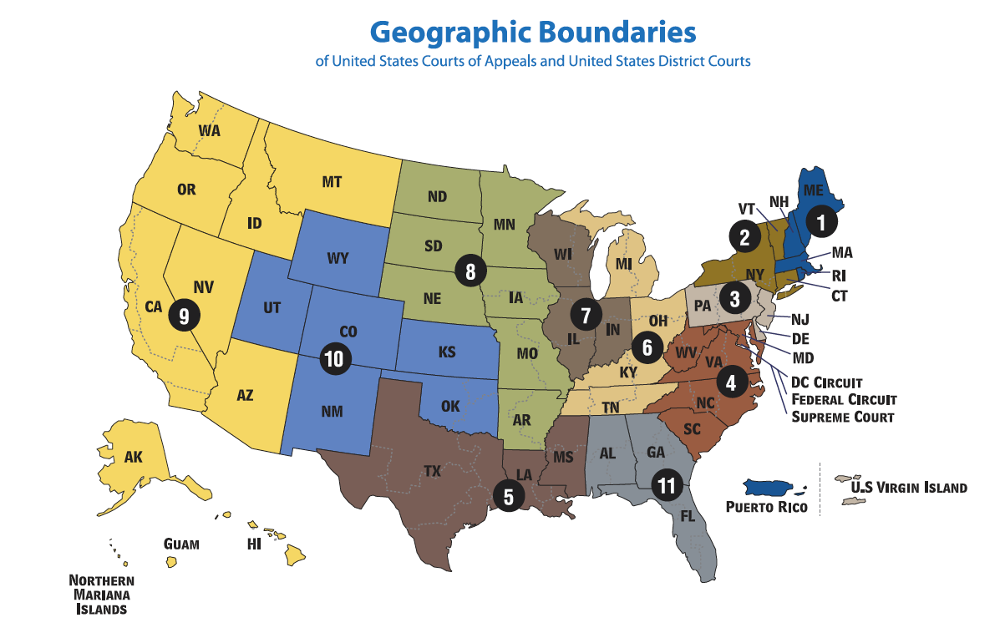 Geographic Boundaries
of United States Courts of Appeals and United States District Courts
WA
OR
MT
ID
ND
MN
SD
WY
NE
IA
WI
MI
VT
NH
ME
1
2
MA
RI
CT
NY
3
PA
NJ
DE
MD
DC CIRCUIT
FEDERAL CIRCUIT
SUPREME COURT
NV
CA
9
UT
CO
10
KS
MO
8
7
IL
IN
OH
6
WV
VA
4
KY
TN
NC
SC
AZ
NM
OK
AR
TX
LA
5
MS
AL
GA
11
FL
AK
HI
GUAM
NORTHERN
MARIANA
ISLANDS
PUERTO RICO
U.S VIRGIN ISLAND